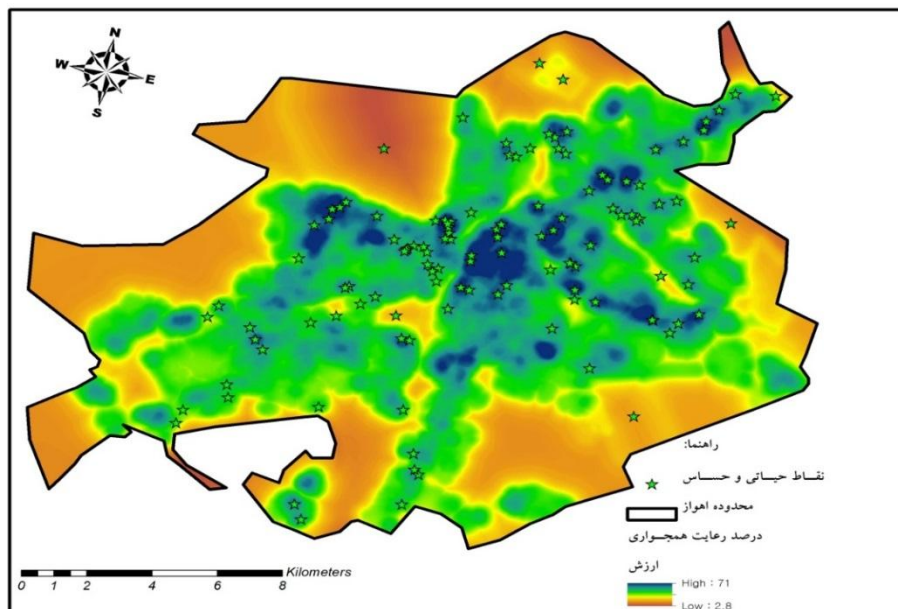 N
W
E
S
راهنما:
نقاط حیاتی و حساس
محدوده اهواز
درصد رعایت همجواری
ارزش
High : 71
Low : 2.8
Kilometers
0 1 2 4 6 8